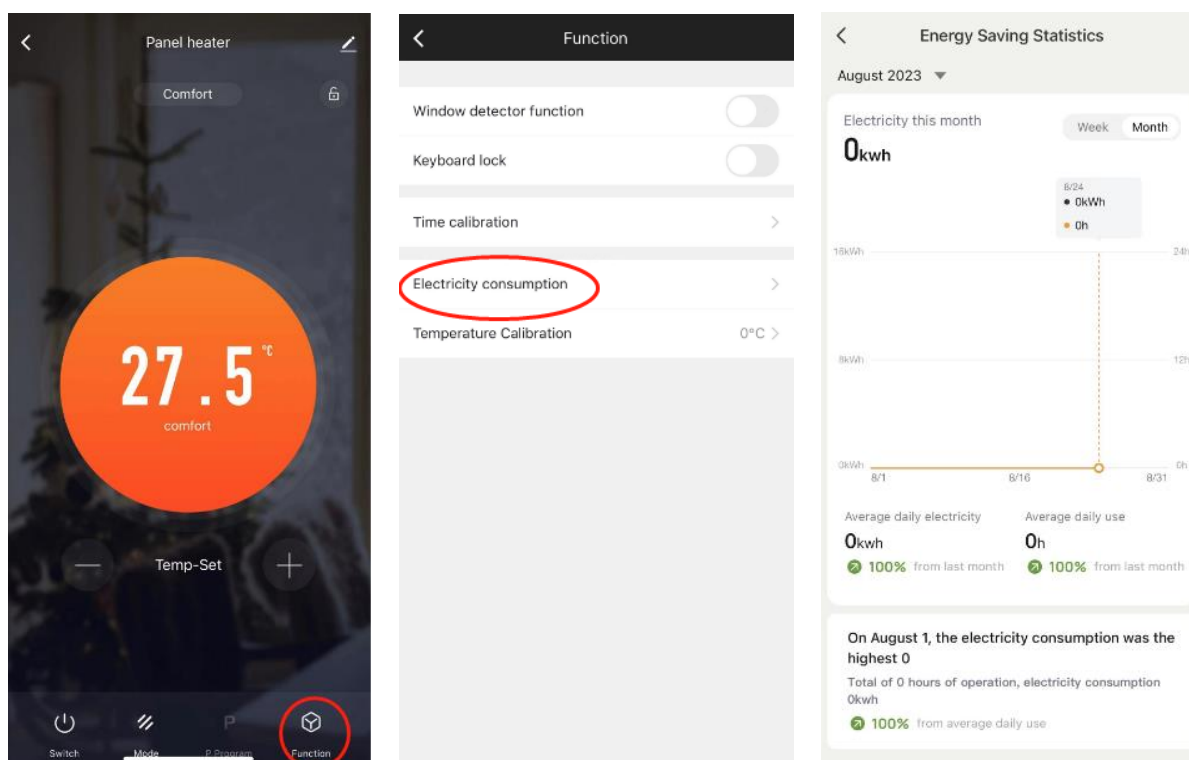 Panel heater
Comfort
27.5 °C
comfort
Temp-Set
Switch
Mode
P
P.Program
Function
Function
Window detector function
Keyboard lock
Time calibration
Electricity consumption
Temperature Calibration
0°C
Energy Saving Statistics
August 2023
Electricity this month
0kwh
Week
Month
8/24
0kWh
0h
16kWh
24h
8kWh
12h
0kWh
0h
8/1
8/16
8/31
Average daily electricity
Average daily use
0kwh
0h
100% from last month
100% from last month
On August 1, the electricity consumption was the
highest 0
Total of 0 hours of operation, electricity consumption
0kwh
100% from average daily use